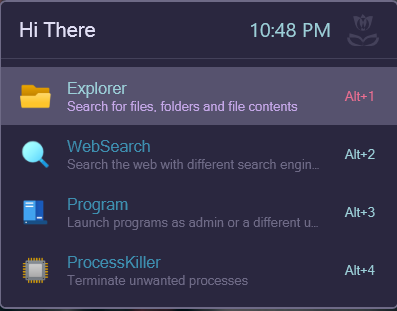 Hi There
10:48 PM
Explorer
Alt+1
Search for files, folders and file contents
WebSearch
Alt+2
Search the web with different search engin...
Program
Alt+3
Launch programs as admin or a different u...
ProcessKiller
Alt+4
Terminate unwanted processes